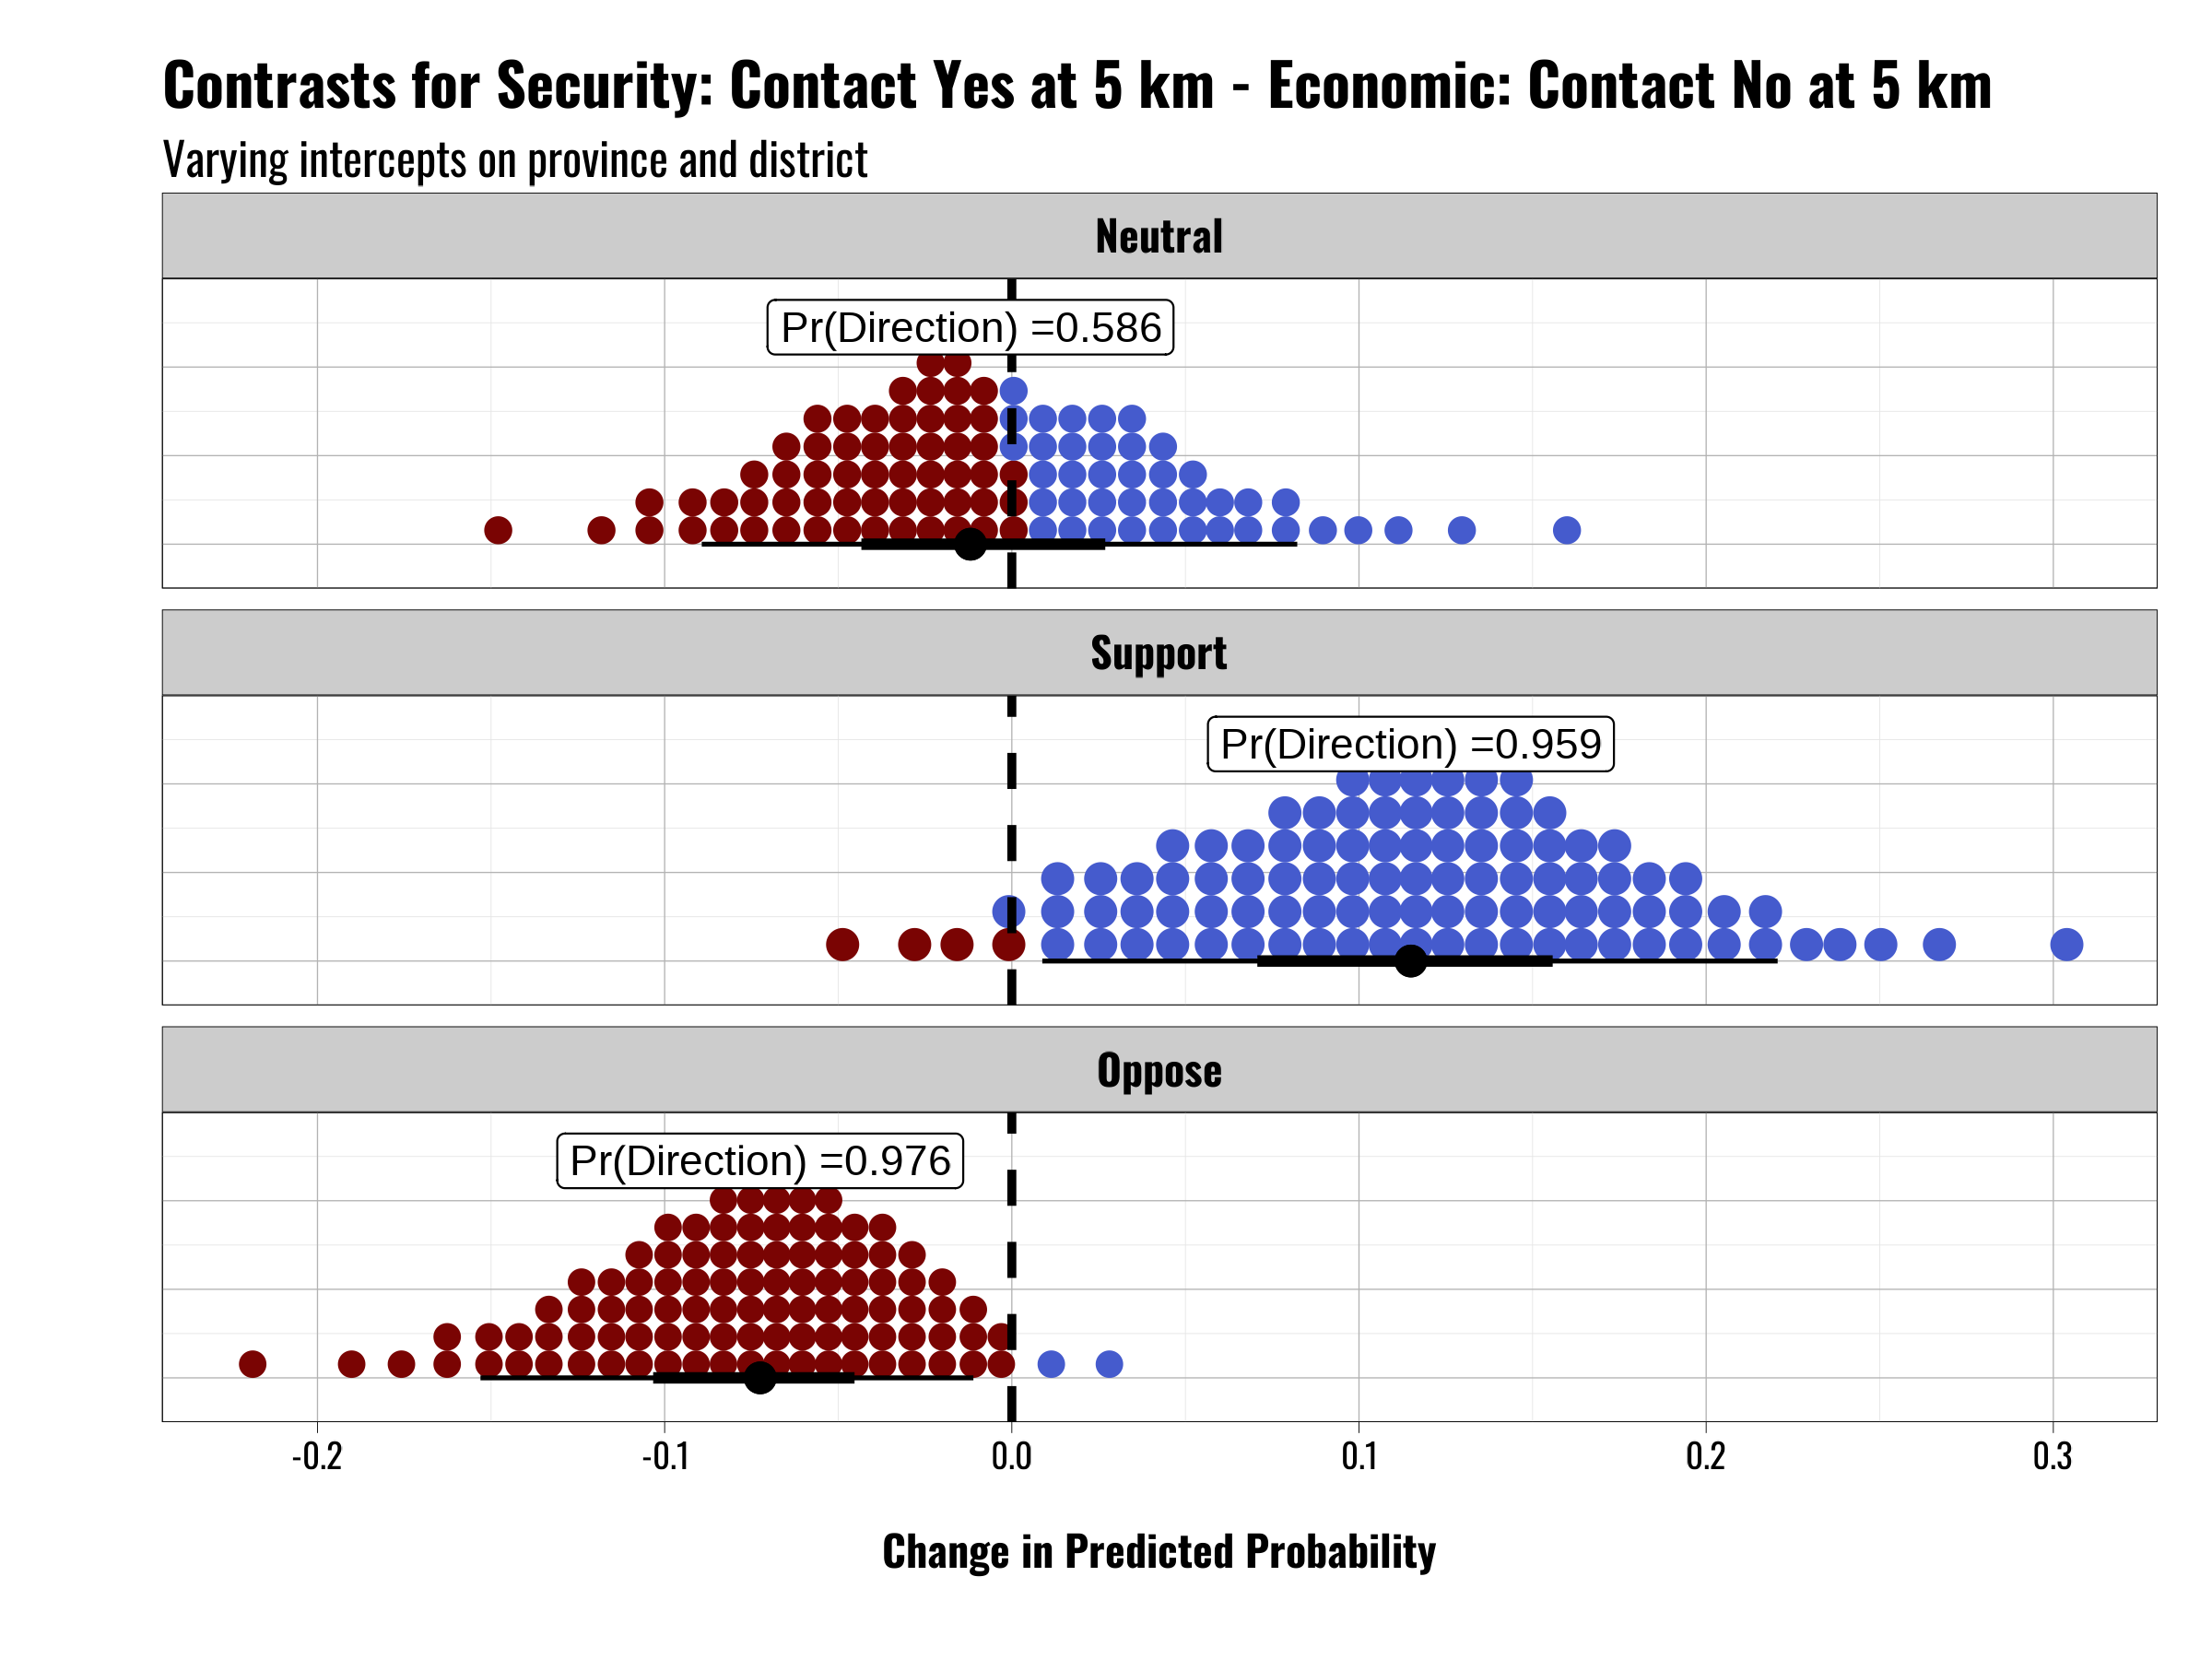 Contrasts for Security: Contact Yes at 5 km - Economic: Contact No at 5 km
Varying intercepts on province and district
Neutral
Pr(Direction) =0.586
Support
Pr(Direction) =0.959
Oppose
Pr(Direction) =0.976
-0.2 -0.1 0.0 0.1 0.2 0.3
Change in Predicted Probability